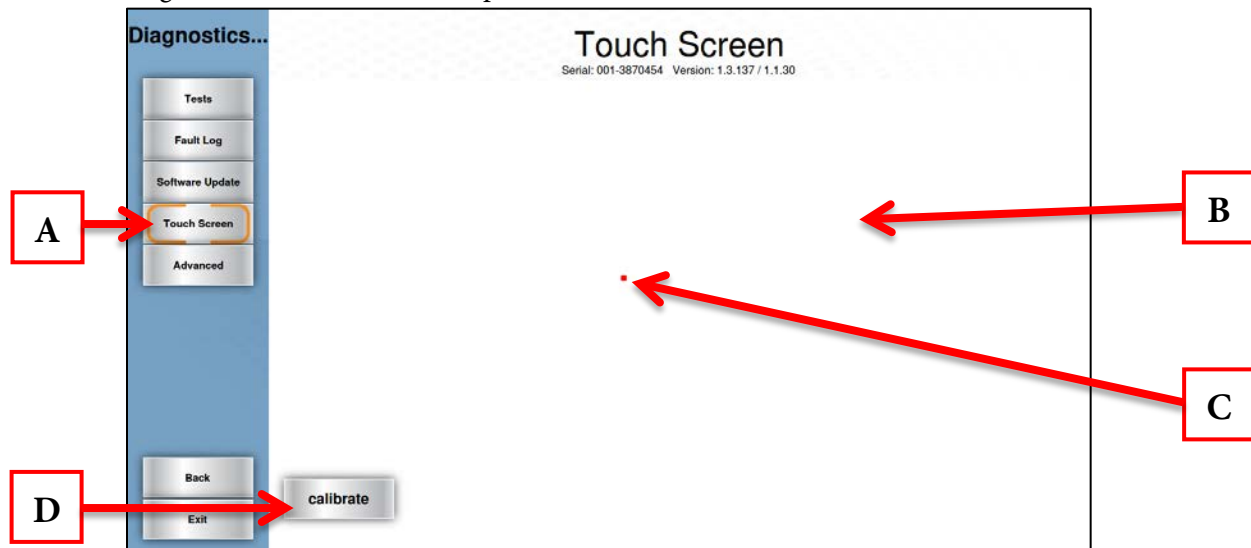 Diagnostics...
Touch Screen
Serial: 001-3870454 Version: 1.3.137 / 1.1.30
Tests
Fault Log
Software Update
Touch Screen
Advanced
A
B
C
Back
Exit
calibrate
D